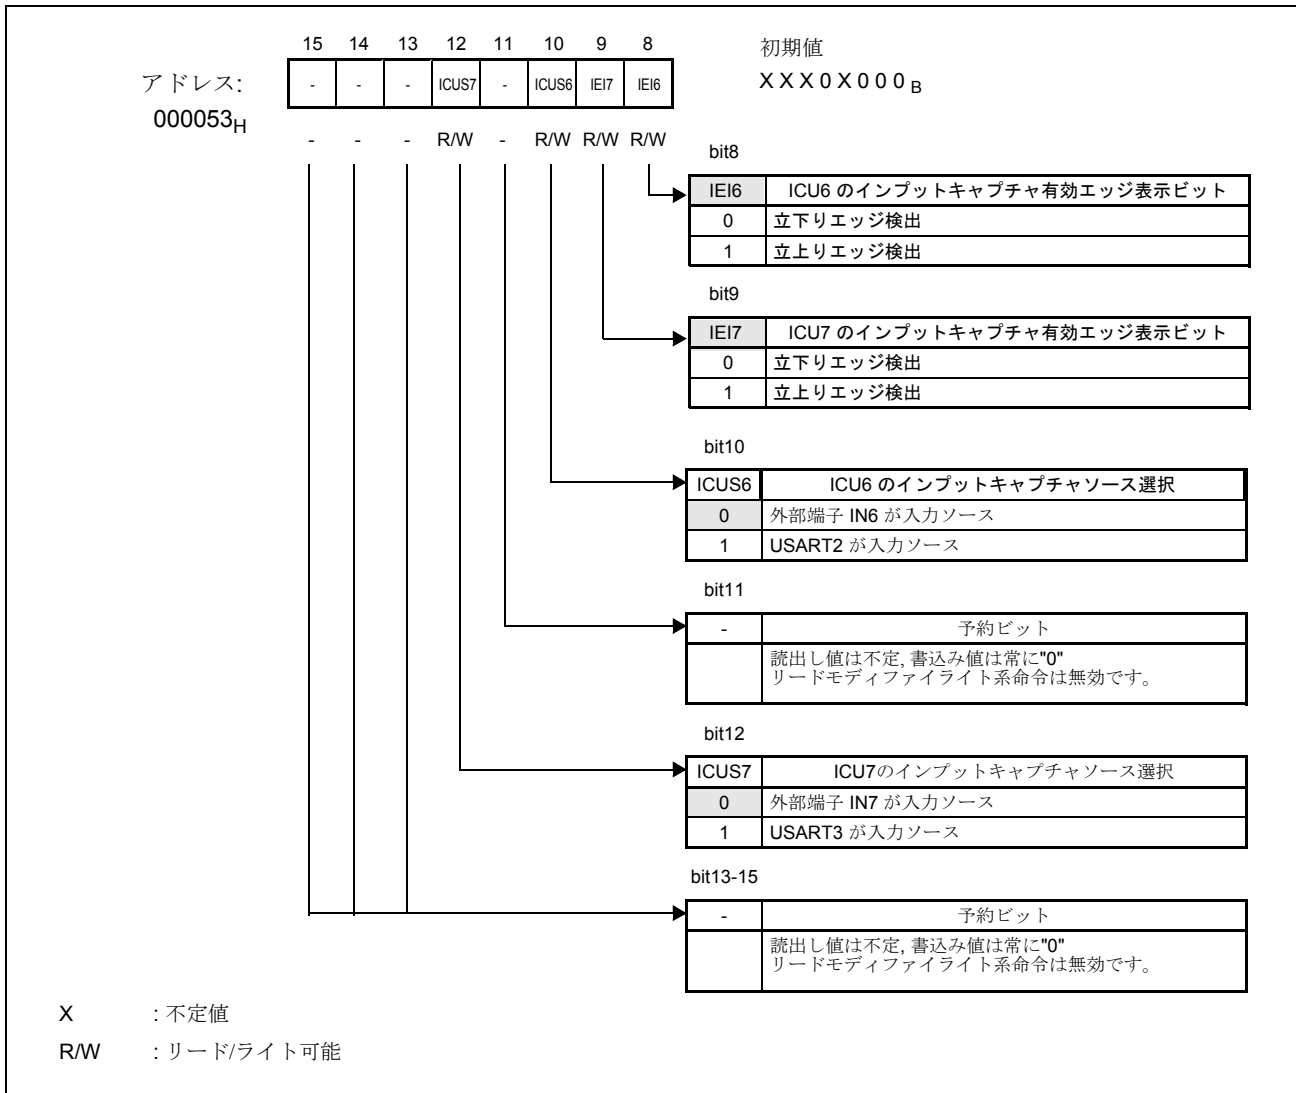 15 14 13 12 11 10 9 8
初期値
アドレス:
- - - ICUS7 - ICUS6 IEI7 IEI6
X X X 0 X 0 0 0 B
000053H
- - - R/W - R/W R/W R/W
bit8
IEI6 ICU6 のインプットキャプチャ有効エッジ表示ビット
0 立下りエッジ検出
1 立上りエッジ検出
bit9
IEI7 ICU7 のインプットキャプチャ有効エッジ表示ビット
0 立下りエッジ検出
1 立上りエッジ検出
bit10
ICUS6 ICU6 のインプットキャプチャソース選択
0 外部端子 IN6 が入力ソース
1 USART2 が入力ソース
bit11
- 予約ビット
読出し値は不定, 書込み値は常に"0"
リードモディファイライト系命令は無効です。
bit12
ICUS7 ICU7のインプットキャプチャソース選択
0 外部端子 IN7 が入力ソース
1 USART3 が入力ソース
bit13-15
- 予約ビット
読出し値は不定, 書込み値は常に"0"
リードモディファイライト系命令は無効です。
X : 不定値
R/W : リード/ライト可能